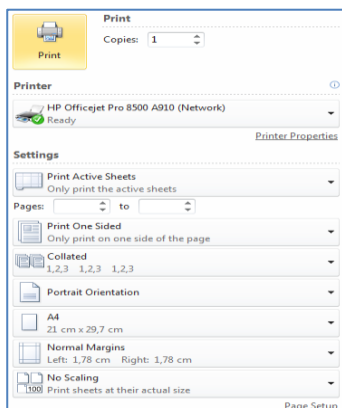 Print
Print
Copies: 1
Printer
HP Officejet Pro 8500 A910 (Network)
Ready
Printer Properties
Settings
Print Active Sheets
Only print the active sheets
Pages: to
Print One Sided
Only print on one side of the page
Collated
1,2,3 1,2,3 1,2,3
Portrait Orientation
A4
21 cm x 29,7 cm
Normal Margins
Left: 1,78 cm Right: 1,78 cm
No Scaling
100 Print sheets at their actual size
Page Setup